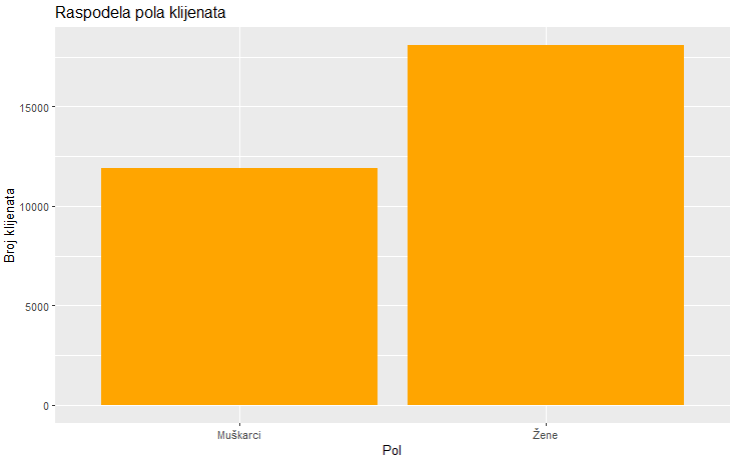 Raspodela pola klijenata
Broj klijenata
15000
10000
5000
0
Muškarci
Žene
Pol